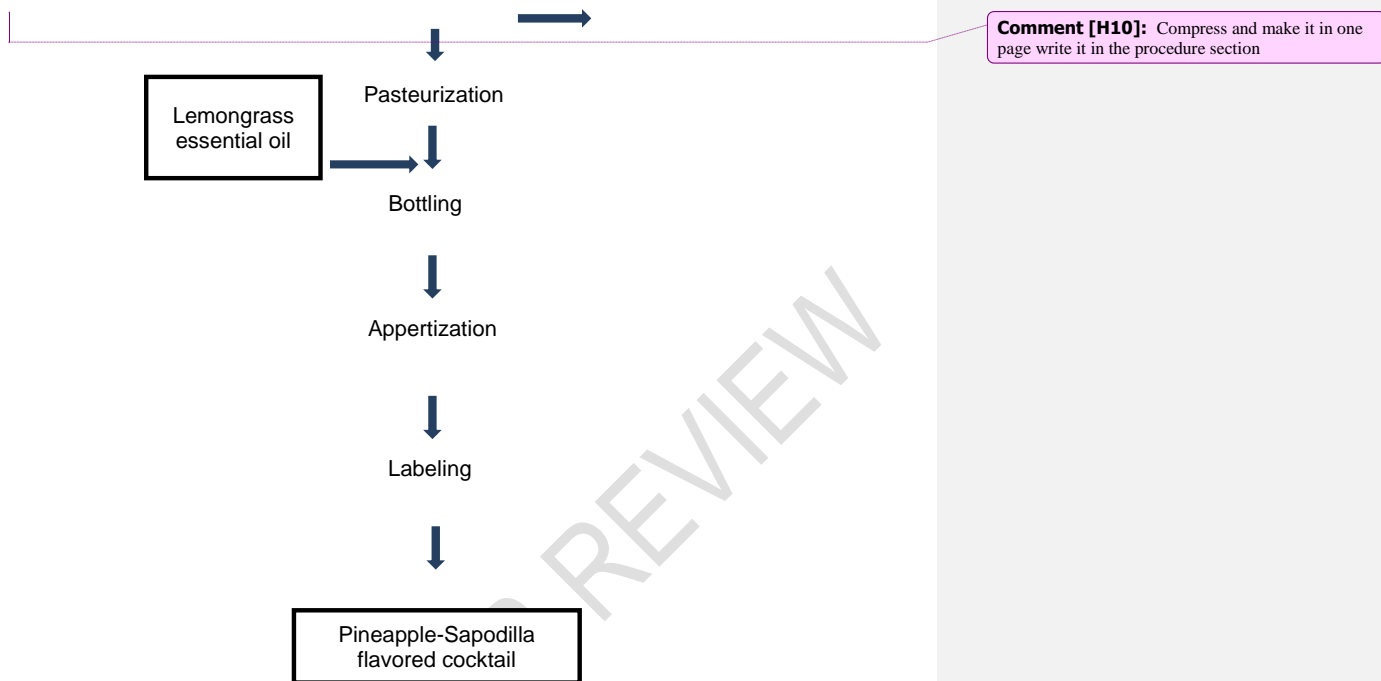 Comment [H10]: Compress and make it in one
page write it in the procedure section
Pasteurization
Lemongrass
essential oil
Bottling
Appertization
Labeling
Pineapple-Sapodilla
flavored cocktail
REVIEW